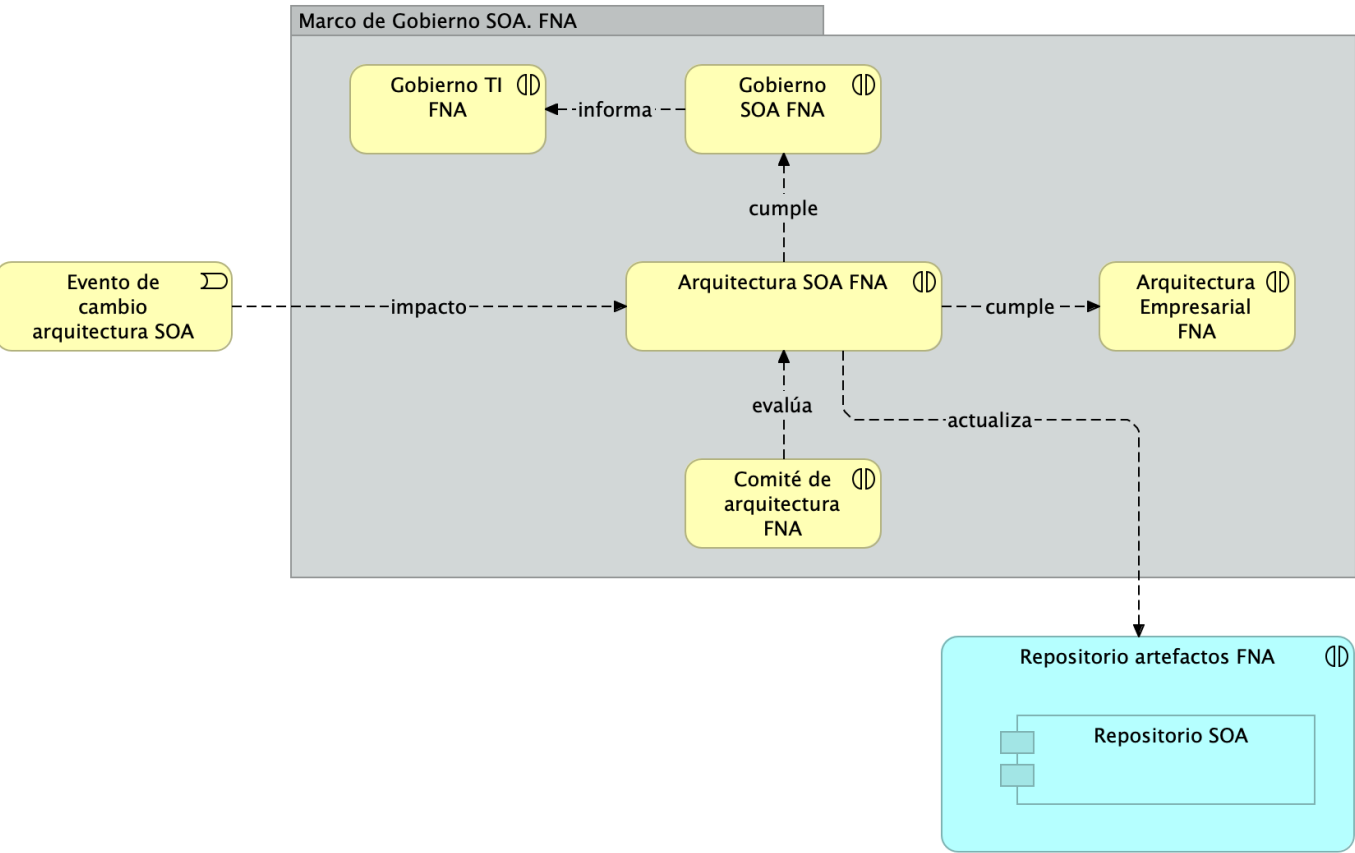 Marco de Gobierno SOA. FNA
Gobierno TI
FNA
informa
Gobierno
SOA FNA
cumple
Evento de
cambio
arquitectura SOA
impacto
Arquitectura SOA FNA
cumple
Arquitectura
Empresarial
FNA
evalúa
actualiza
Comité de
arquitectura
FNA
Repositorio artefactos FNA
Repositorio SOA